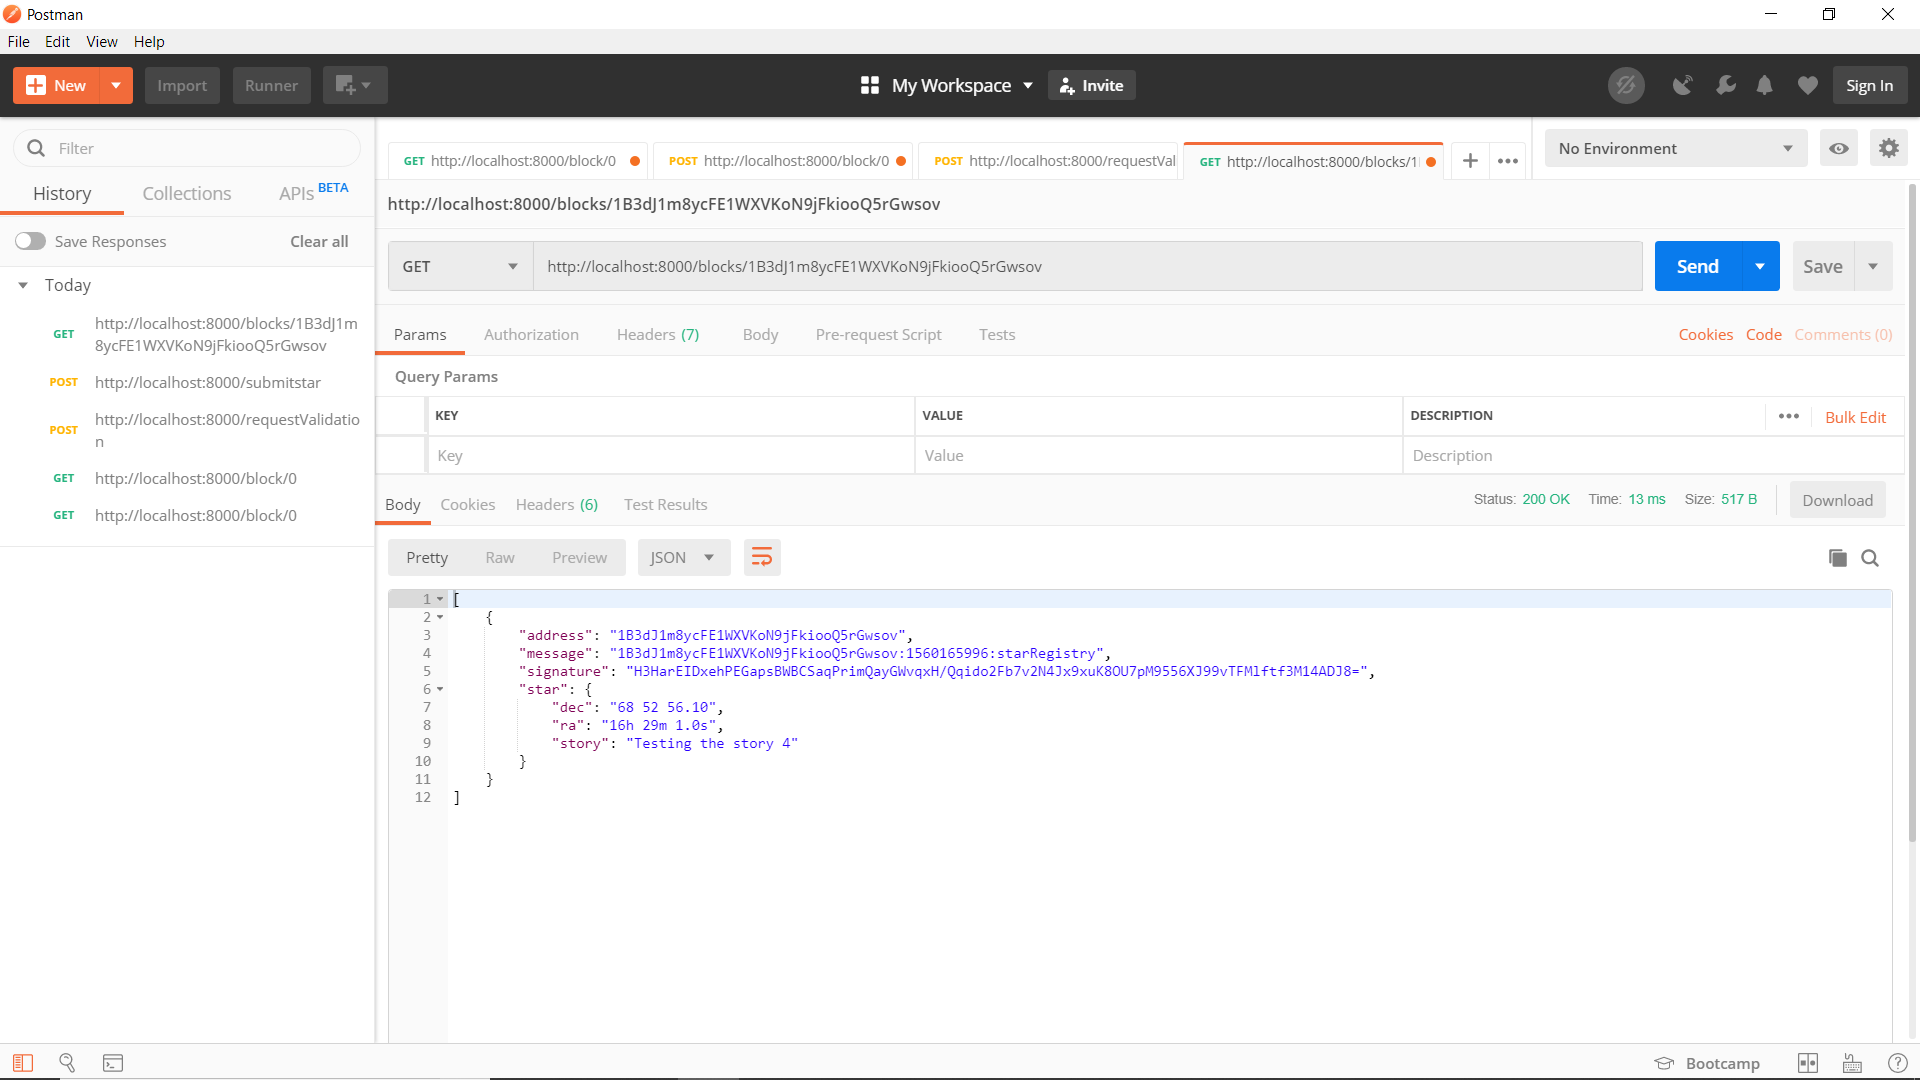 Postman
File Edit View Help
New Import Runner My Workspace Invite Sign In
Filter
History Collections APIs BETA
Save Responses Clear all
Today
GET http://localhost:8000/blocks/1B3dJ1m
8ycFE1WXVKoN9jFkiooQ5rGwsov
POST http://localhost:8000/submitstar
POST http://localhost:8000/requestValidatio
n
GET http://localhost:8000/block/0
GET http://localhost:8000/block/0
GET http://localhost:8000/block/0 POST http://localhost:8000/block/0 POST http://localhost:8000/requestVal GET http://localhost:8000/blocks/1
No Environment
http://localhost:8000/blocks/1B3dJ1m8ycFE1WXVKoN9jFkiooQ5rGwsov
GET http://localhost:8000/blocks/1B3dJ1m8ycFE1WXVKoN9jFkiooQ5rGwsov Send Save
Params Authorization Headers (7) Body Pre-request Script Tests Cookies Code Comments (0)
Query Params
KEY VALUE DESCRIPTION Bulk Edit
Key Value Description
Body Cookies Headers (6) Test Results Status: 200 OK Time: 13 ms Size: 517 B Download
Pretty Raw Preview JSON
1 [
2 {
3 "address": "1B3dJ1m8ycFE1WXVKoN9jFkiooQ5rGwsov",
4 "message": "1B3dJ1m8ycFE1WXVKoN9jFkiooQ5rGwsov:1560165996:starRegistry",
5 "signature": "H3HarEIDxehPEGapsBWBCSaqPrimQayGWvqxH/Qqido2Fb7v2N4Jx9xuK8OU7pM9556XJ99vTFMlftf3M14ADJ8=",
6 "star": {
7 "dec": "68 52 56.10",
8 "ra": "16h 29m 1.0s",
9 "story": "Testing the story 4"
10 }
11 }
12 ]
Bootcamp